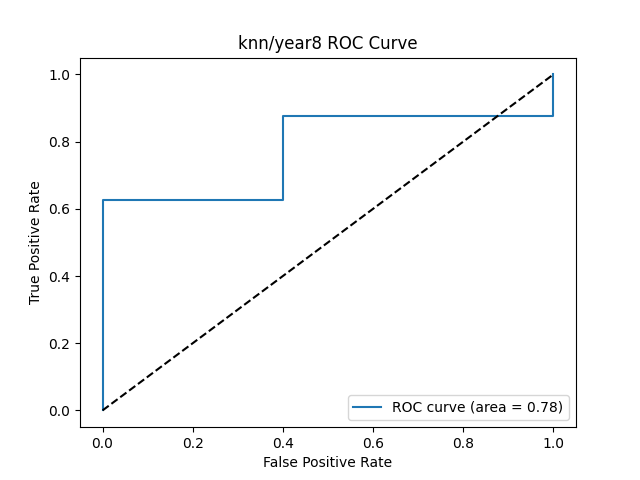 knn/year8 ROC Curve
1.0
0.8
0.6
0.4
0.2
0.0
True Positive Rate
ROC curve (area = 0.78)
0.0 0.2 0.4 0.6 0.8 1.0
False Positive Rate